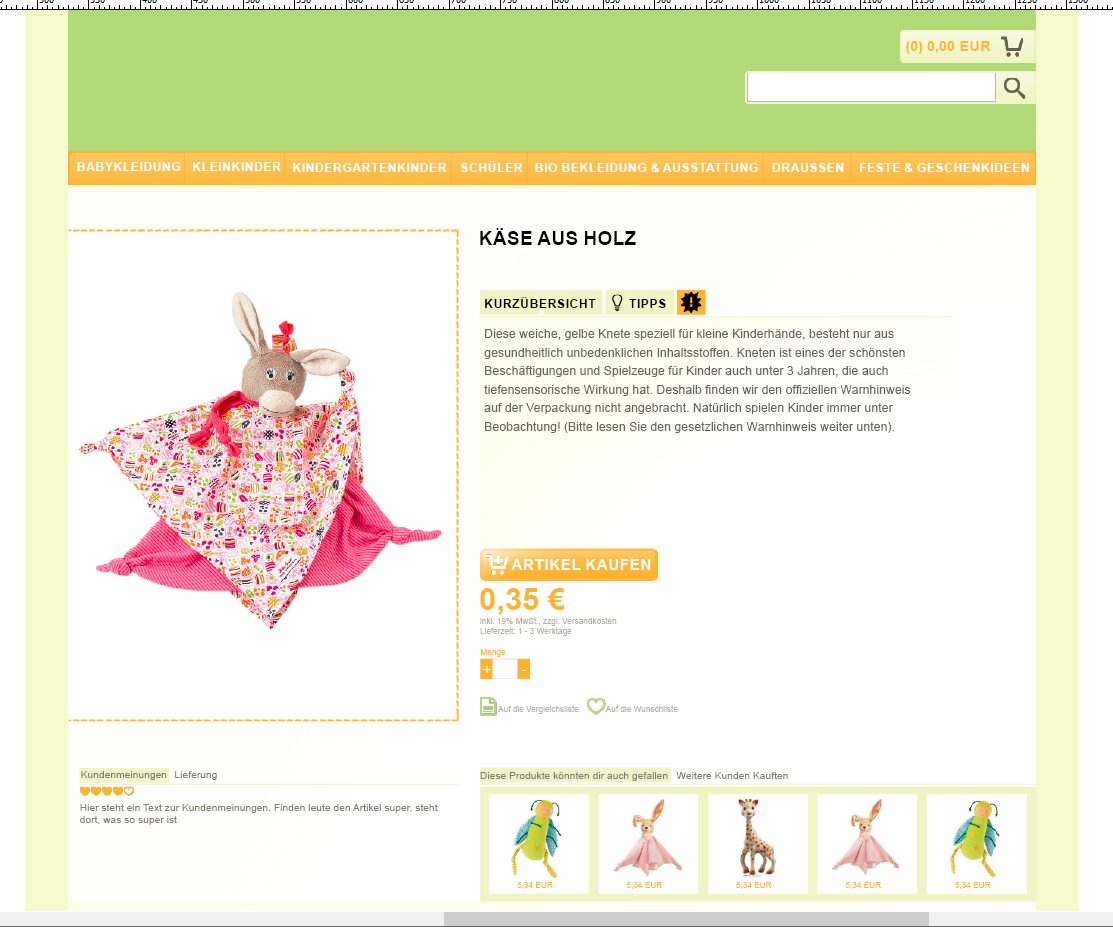 (0) 0,00 EUR
BABYKLEIDUNG KLEINKINDER KINDERGARTENKINDER SCHÜLER BIO BEKLEIDUNG & AUSSTATTUNG DRAUSSEN FESTE & GESCHENKIDEEN
KÄSE AUS HOLZ
KURZÜBERSICHT TIPPS
Diese weiche, gelbe Knete speziell für kleine Kinderhände, besteht nur aus
gesundheitlich unbedenklichen Inhaltsstoffen. Kneten ist eines der schönsten
Beschäftigungen und Spielzeuge für Kinder auch unter 3 Jahren, die auch
tiefensensorische Wirkung hat. Deshalb finden wir den offiziellen Warnhinweis
auf der Verpackung nicht angebracht. Natürlich spielen Kinder immer unter
Beobachtung! (Bitte lesen Sie den gesetzlichen Warnhinweis weiter unten).
ARTIKEL KAUFEN
0,35 €
inkl. 19% MwSt., zzgl. Versandkosten
Lieferzeit: 1 - 3 Werktage
Menge
+ -
Auf die Vergleichsliste Auf die Wunschliste
Kundenmeinungen Lieferung
Hier steht ein Text zur Kundenmeinungen. Finden leute den Artikel super, steht
dort, was so super ist
Diese Produkte könnten dir auch gefallen Weitere Kunden Kauften
5,34 EUR 5,34 EUR 5,34 EUR 5,34 EUR 5,34 EUR